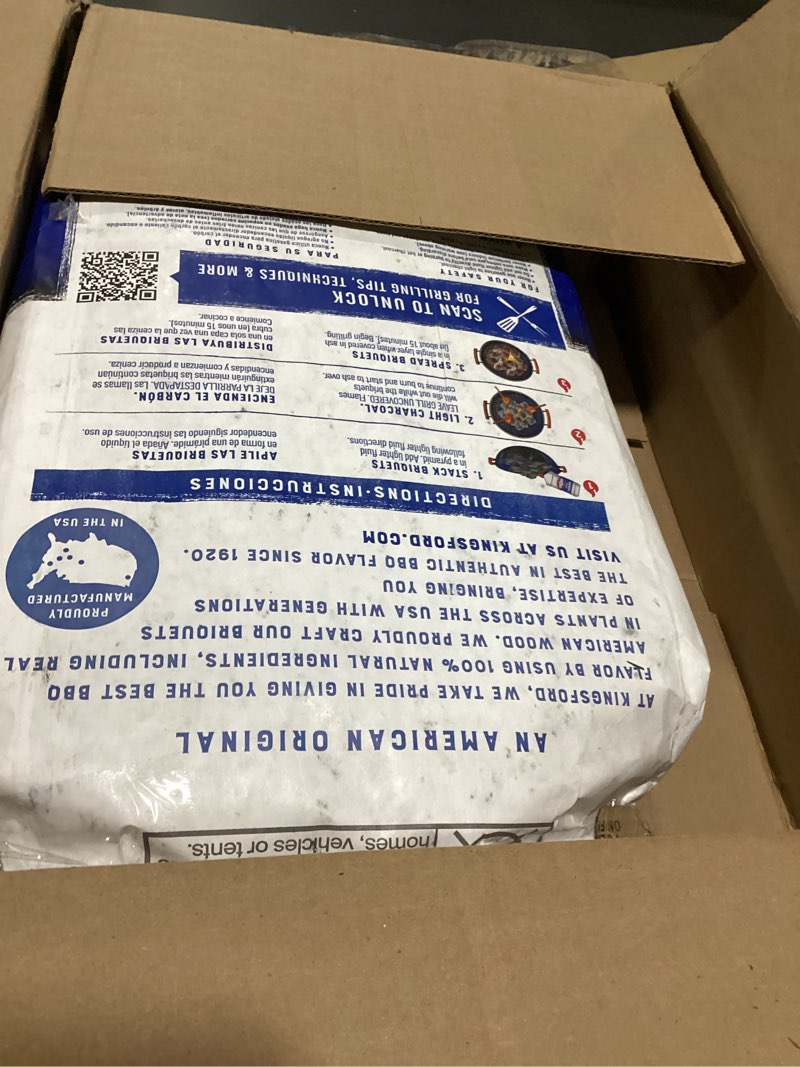 homes, vehicles or tents.
AN AMERICAN ORIGINAL
AT KINGSFORD, WE TAKE PRIDE IN GIVING YOU THE BEST BBQ
FLAVOR BY USING 100% NATURAL INGREDIENTS, INCLUDING REAL
AMERICAN WOOD. WE PROUDLY CRAFT OUR BRIQUETS
IN PLANTS ACROSS THE USA WITH GENERATIONS
OF EXPERTISE, BRINGING YOU
THE BEST IN AUTHENTIC BBQ FLAVOR SINCE 1920.
VISIT US AT KINGSFORD.COM
PROUDLY
MANUFACTURED
IN THE USA
DIRECTIONS·INSTRUCCIONES
1
1. STACK BRIQUETS
in a pyramid. Add lighter fluid
following lighter fluid directions.
APILE LAS BRIQUETAS
en forma de una pirámide. Añada el líquido
encendedor siguiendo las instrucciones de uso.
2
2. LIGHT CHARCOAL.
LEAVE GRILL UNCOVERED. Flames
will die out while the briquets
continue to burn and start to ash over.
ENCIENDA EL CARBÓN.
DEJE LA PARRILLA DESTAPADA. Las llamas se
extinguirán mientras las briquetas continúan
encendidas y comienzan a producir ceniza.
3
3. SPREAD BRIQUETS
in a single layer when covered in ash
(in about 15 minutes). Begin grilling.
DISTRIBUYA LAS BRIQUETAS
en una sola capa una vez que la ceniza las
cubra (en unos 15 minutos).
Comience a cocinar.
SCAN TO UNLOCK
FOR GRILLING TIPS, TECHNIQUES & MORE
FOR YOUR SAFETY
PARA SU SEGURIDAD